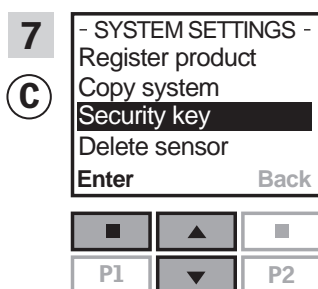 7
C
- SYSTEM SETTINGS -
Register product
Copy system
Security key
Delete sensor
Enter Back
P1 P2